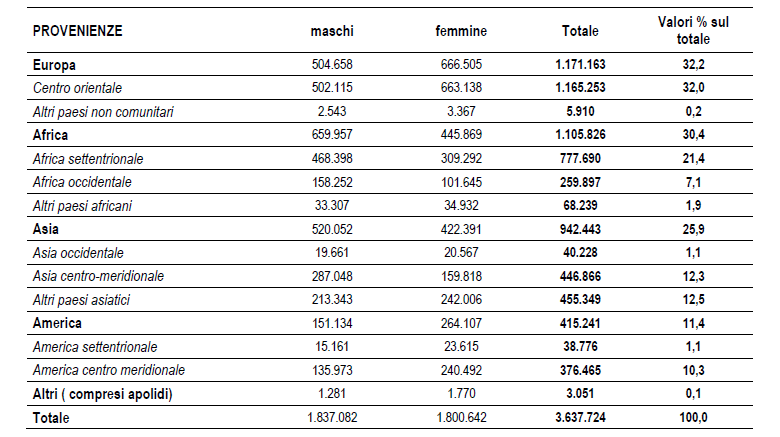 PROVENIENZE maschi femmine Totale Valori % sul totale
Europa 504.658 666.505 1.171.163 32,2
Centro orientale 502.115 663.138 1.165.253 32,0
Altri paesi non comunitari 2.543 3.367 5.910 0,2
Africa 659.957 445.869 1.105.826 30,4
Africa settentrionale 468.398 309.292 777.690 21,4
Africa occidentale 158.252 101.645 259.897 7,1
Altri paesi africani 33.307 34.932 68.239 1,9
Asia 520.052 422.391 942.443 25,9
Asia occidentale 19.661 20.567 40.228 1,1
Asia centro-meridionale 287.048 159.818 446.866 12,3
Altri paesi asiatici 213.343 242.006 455.349 12,5
America 151.134 264.107 415.241 11,4
America settentrionale 15.161 23.615 38.776 1,1
America centro meridionale 135.973 240.492 376.465 10,3
Altri ( compresi apolidi) 1.281 1.770 3.051 0,1
Totale 1.837.082 1.800.642 3.637.724 100,0